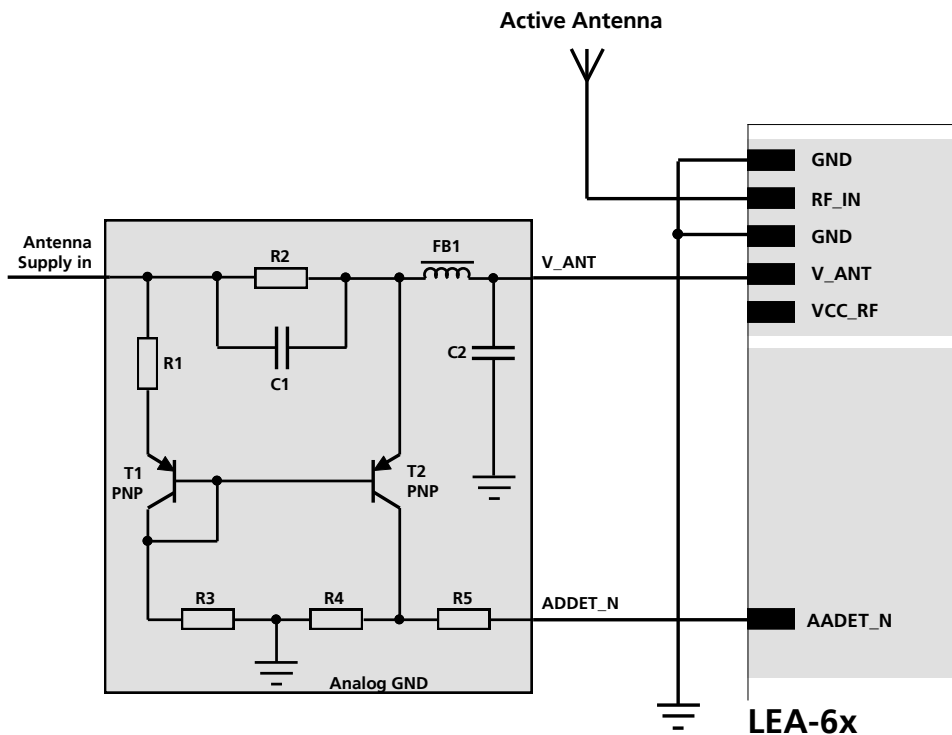 Active Antenna
GND
RF_IN
GND
V_ANT
VCC_RF
Antenna
Supply in
R2
FB1
V_ANT
C1
C2
R1
T1
PNP
T2
PNP
R3
R4
R5
ADDET_N
AADET_N
Analog GND
LEA-6x